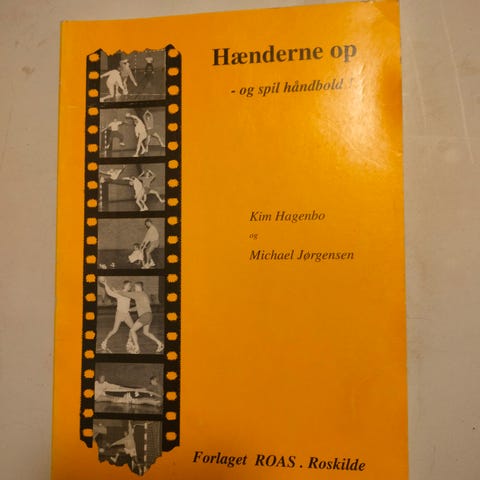 Hænderne op
- og spil håndbold !
Kim Hagenbo
og
Michael Jørgensen
Forlaget ROAS . Roskilde